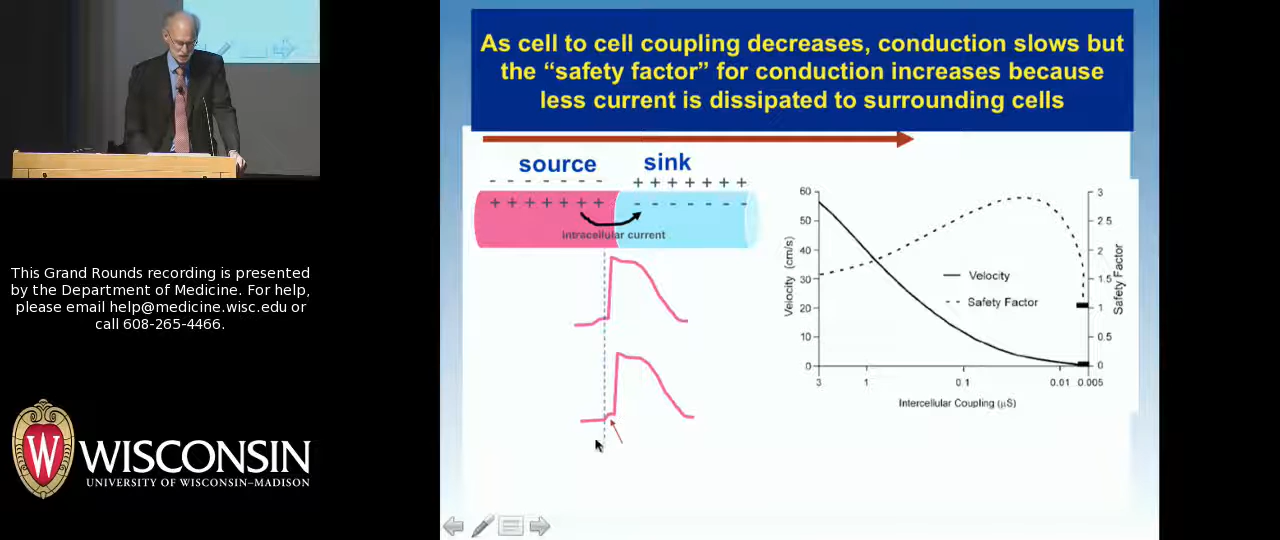 As cell to cell coupling decreases, conduction slows but
the “safety factor” for conduction increases because
less current is dissipated to surrounding cells
source
sink
- - - - - - -
+ + + + + + +
+ + + + + + +
- - - - - - -
intracellular current
60
50
40
30
20
10
0
Velocity (cm/s)
3
2.5
2
1.5
1
0.5
0
Safety Factor
Velocity
Safety Factor
3
1
0.1
0.01
0.005
Intercellular Coupling (μS)
This Grand Rounds recording is presented
by the Department of Medicine. For help,
please email help@medicine.wisc.edu or
call 608-265-4466.
W
WISCONSIN
UNIVERSITY OF WISCONSIN–MADISON